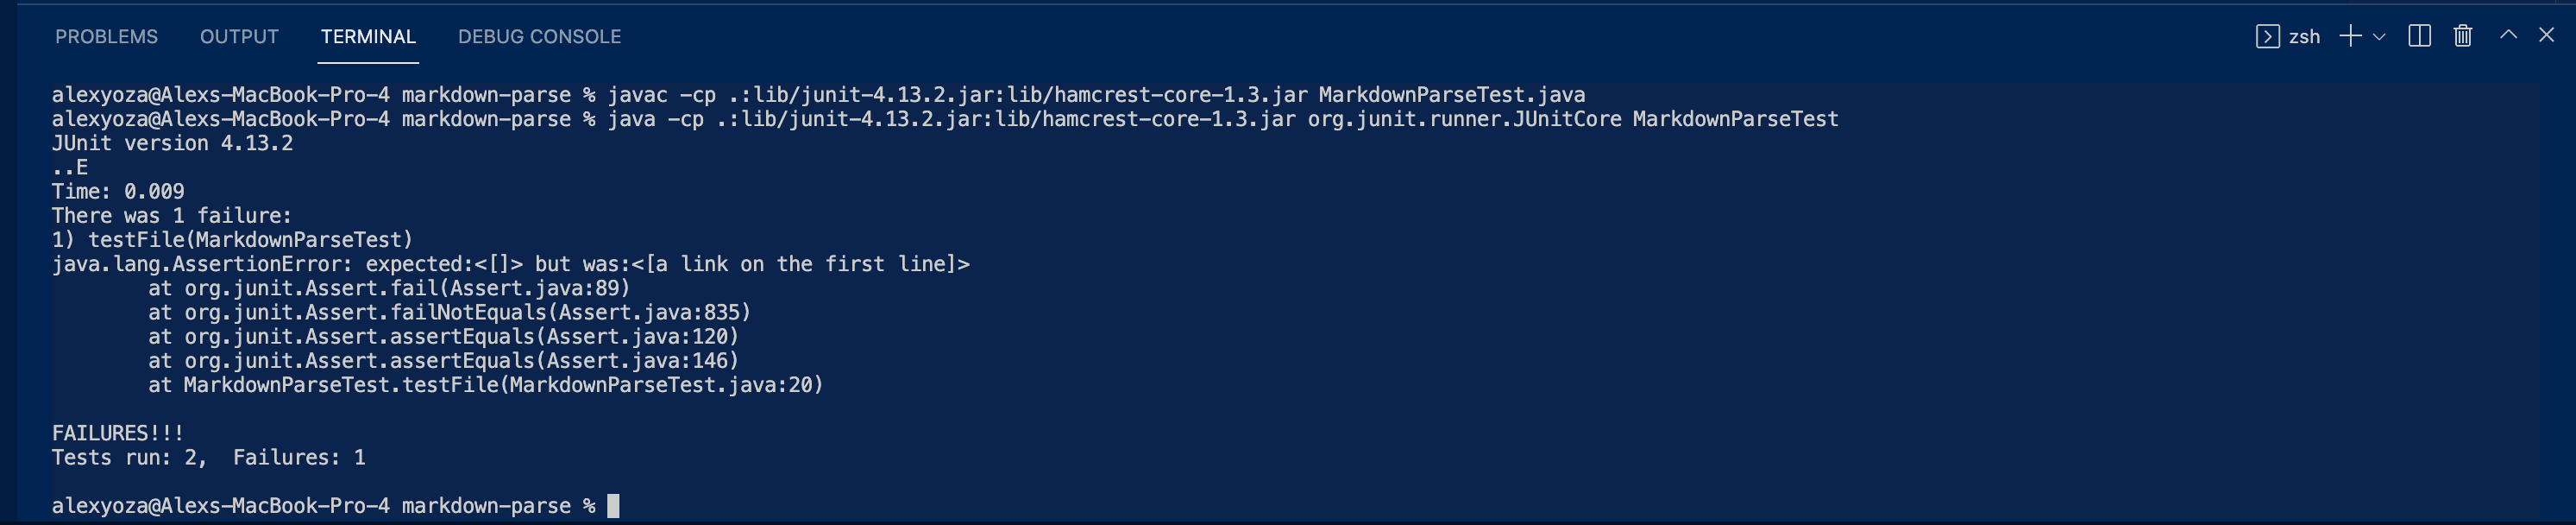 PROBLEMS OUTPUT TERMINAL DEBUG CONSOLE zsh
alexyoza@Alexs-MacBook-Pro-4 markdown-parse % javac -cp .:lib/junit-4.13.2.jar:lib/hamcrest-core-1.3.jar MarkdownParseTest.java
alexyoza@Alexs-MacBook-Pro-4 markdown-parse % java -cp .:lib/junit-4.13.2.jar:lib/hamcrest-core-1.3.jar org.junit.runner.JUnitCore MarkdownParseTest
JUnit version 4.13.2
..E
Time: 0.009
There was 1 failure:
1) testFile(MarkdownParseTest)
java.lang.AssertionError: expected:<[]> but was:<[a link on the first line]>
        at org.junit.Assert.fail(Assert.java:89)
        at org.junit.Assert.failNotEquals(Assert.java:835)
        at org.junit.Assert.assertEquals(Assert.java:120)
        at org.junit.Assert.assertEquals(Assert.java:146)
        at MarkdownParseTest.testFile(MarkdownParseTest.java:20)
FAILURES!!!
Tests run: 2,  Failures: 1
alexyoza@Alexs-MacBook-Pro-4 markdown-parse %